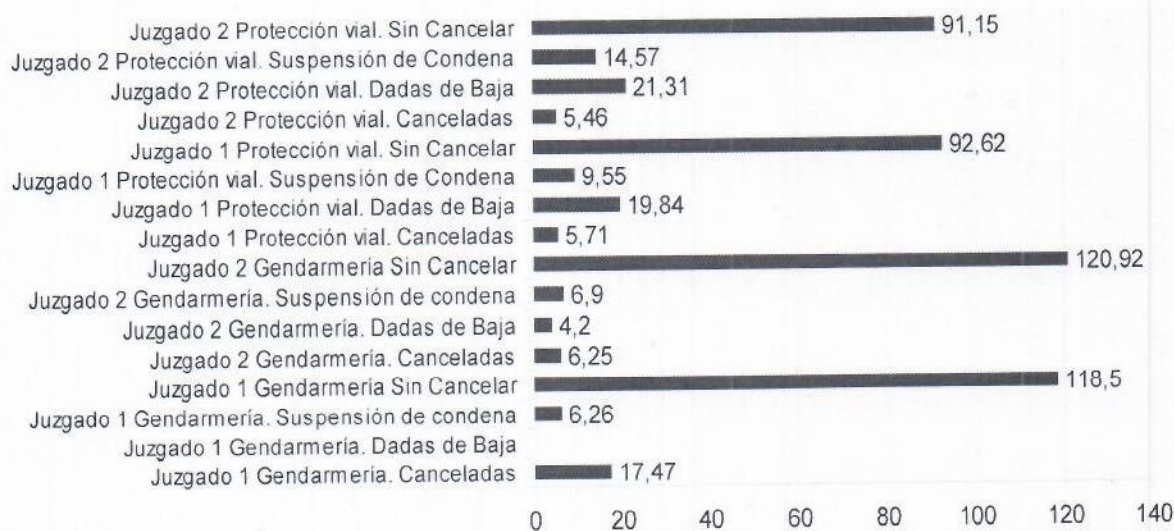 Juzgado 2 Protección vial. Sin Cancelar 91,15
Juzgado 2 Protección vial. Suspensión de Condena 14,57
Juzgado 2 Protección vial. Dadas de Baja 21,31
Juzgado 2 Protección vial. Canceladas 5,46
Juzgado 1 Protección vial. Sin Cancelar 92,62
Juzgado 1 Protección vial. Suspensión de Condena 9,55
Juzgado 1 Protección vial. Dadas de Baja 19,84
Juzgado 1 Protección vial. Canceladas 5,71
Juzgado 2 Gendarmería Sin Cancelar 120,92
Juzgado 2 Gendarmería. Suspensión de condena 6,9
Juzgado 2 Gendarmería. Dadas de Baja 4,2
Juzgado 2 Gendarmería. Canceladas 6,25
Juzgado 1 Gendarmería Sin Cancelar 118,5
Juzgado 1 Gendarmería. Suspensión de condena 6,26
Juzgado 1 Gendarmería. Dadas de Baja
Juzgado 1 Gendarmería. Canceladas 17,47
0 20 40 60 80 100 120 140